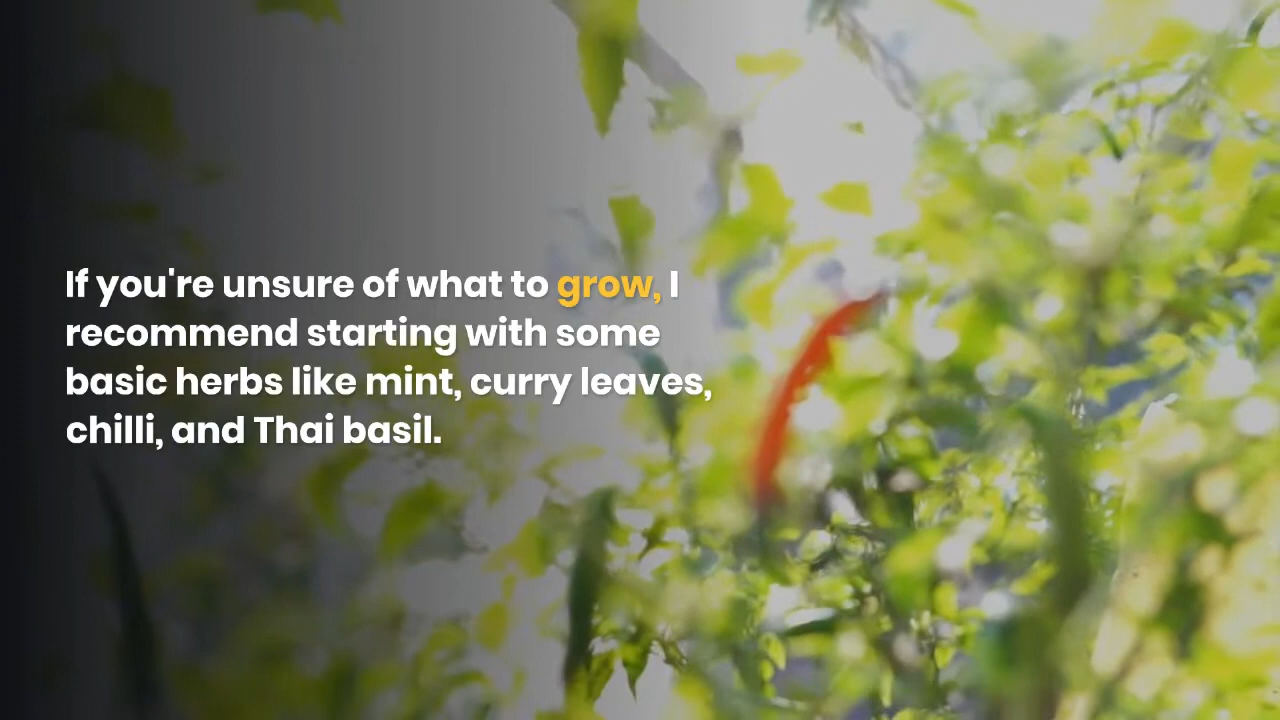 If you're unsure of what to grow, I
recommend starting with some
basic herbs like mint, curry leaves,
chilli, and Thai basil.